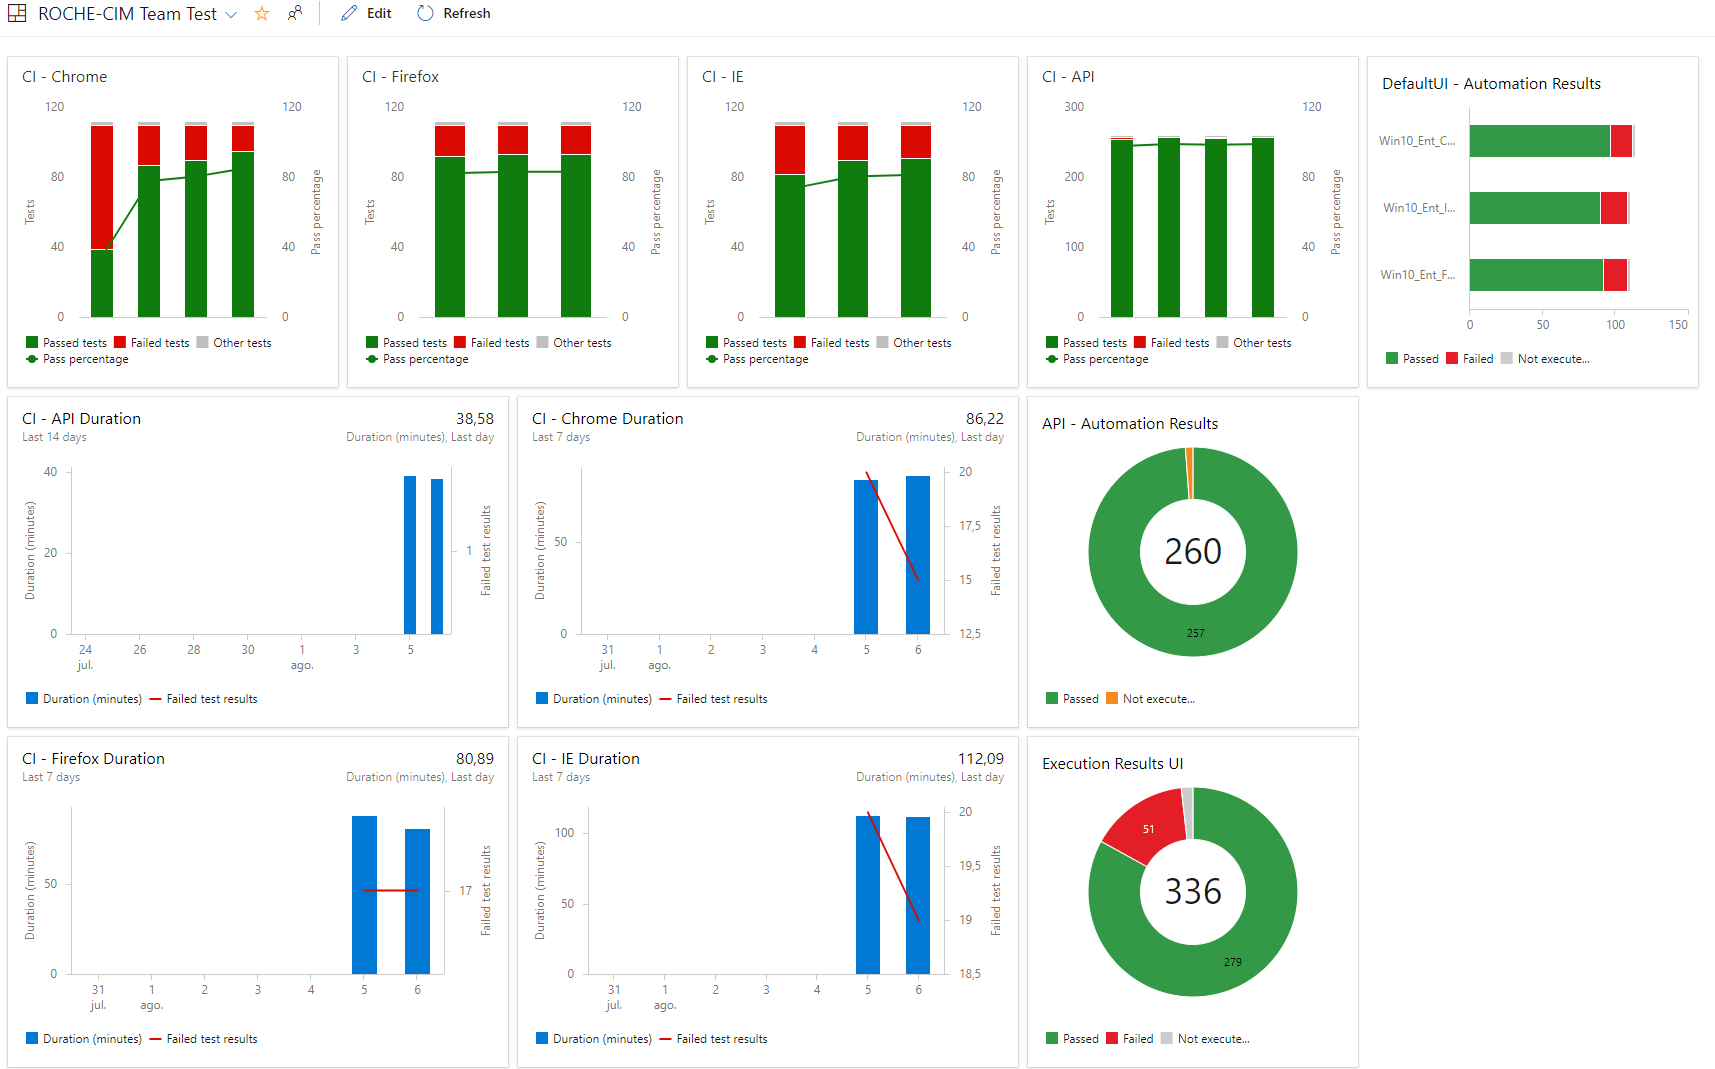 ROCHE-CIM Team Test Edit Refresh
CI - Chrome
120 120
80 80
40 40
0 0
Tests
Pass percentage
Passed tests Failed tests Other tests
Pass percentage
CI - Firefox
120 120
80 80
40 40
0 0
Tests
Pass percentage
Passed tests Failed tests Other tests
Pass percentage
CI - IE
120 120
80 80
40 40
0 0
Tests
Pass percentage
Passed tests Failed tests Other tests
Pass percentage
CI - API
300 120
200 80
100 40
0 0
Tests
Pass percentage
Passed tests Failed tests Other tests
Pass percentage
DefaultUI - Automation Results
Win10_Ent_C...
Win10_Ent_I...
Win10_Ent_F...
0 50 100 150
Passed Failed Not execute...
CI - API Duration 38,58
Last 14 days Duration (minutes), Last day
40
20 1
0
Duration (minutes)
Failed test results
24 26 28 30 1 3 5
jul. ago.
Duration (minutes) Failed test results
CI - Chrome Duration 86,22
Last 7 days Duration (minutes), Last day
20
17,5
50
15
0 12,5
Duration (minutes)
Failed test results
31 1 2 3 4 5 6
jul. ago.
Duration (minutes) Failed test results
API - Automation Results
260
257
Passed Not execute...
CI - Firefox Duration 80,89
Last 7 days Duration (minutes), Last day
50 17
0
Duration (minutes)
Failed test results
31 1 2 3 4 5 6
jul. ago.
Duration (minutes) Failed test results
CI - IE Duration 112,09
Last 7 days Duration (minutes), Last day
20
100
19,5
50
19
0 18,5
Duration (minutes)
Failed test results
31 1 2 3 4 5 6
jul. ago.
Duration (minutes) Failed test results
Execution Results UI
51
336
279
Passed Failed Not execute...